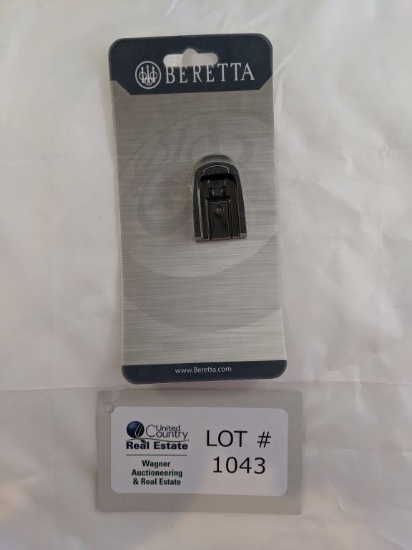 BERETTA
www.Beretta.com
United
Country
Real Estate
Wagner
Auctioneering
& Real Estate
LOT #
1043